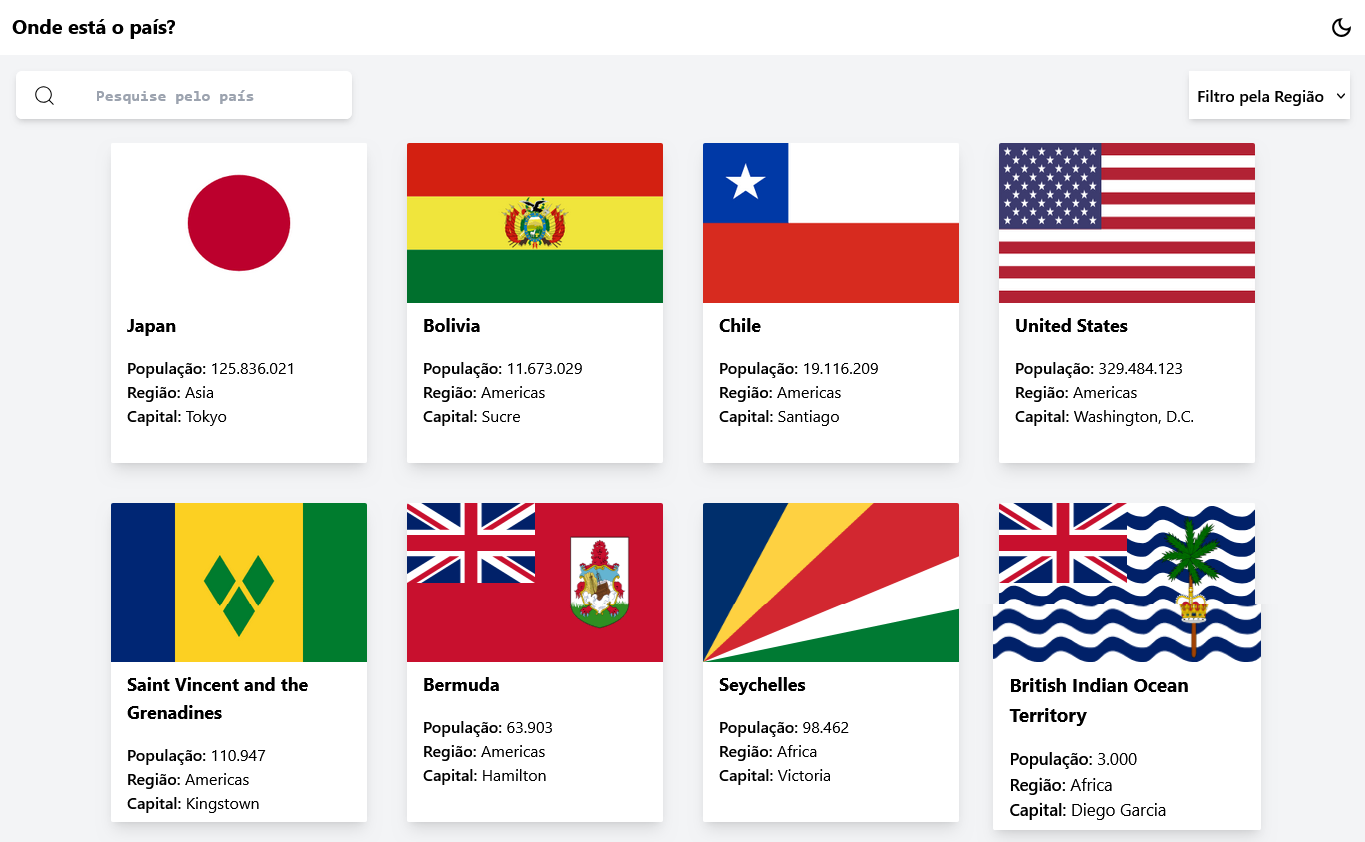 Onde está o país?
Pesquise pelo país
Filtro pela Região
Japan
População: 125.836.021
Região: Asia
Capital: Tokyo
Bolivia
População: 11.673.029
Região: Americas
Capital: Sucre
Chile
População: 19.116.209
Região: Americas
Capital: Santiago
United States
População: 329.484.123
Região: Americas
Capital: Washington, D.C.
Saint Vincent and the
Grenadines
População: 110.947
Região: Americas
Capital: Kingstown
Bermuda
População: 63.903
Região: Americas
Capital: Hamilton
Seychelles
População: 98.462
Região: Africa
Capital: Victoria
British Indian Ocean
Territory
População: 3.000
Região: Africa
Capital: Diego Garcia